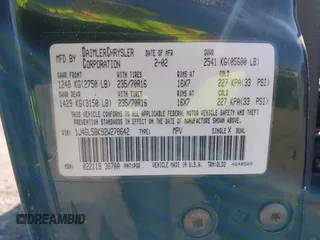 MFD BY DAIMLERCHRYSLER CORPORATION DATE OF MFR 2-02 GVWR 2541 KG(05600 LB)
GAWR FRONT WITH TIRES RIMS AT COLD
1248 KG(2750 LB) 235/70R16 16X7 227 KPA(33 PSI)
GAWR REAR WITH TIRES RIMS AT COLD
1429 KG(3150 LB) 235/70R16 16X7 227 KPA(33 PSI)
THIS VEHICLE CONFORMS TO ALL APPLICABLE FEDERAL MOTOR VEHICLE SAFETY AND THEFT PREVENTION STANDARDS IN EFFECT ON THE DATE OF MANUFACTURE SHOWN ABOVE.
VIN: TYPE: MPV SINGLE X DUAL
VEHICLE MADE IN U.S.A.
DREAMBID